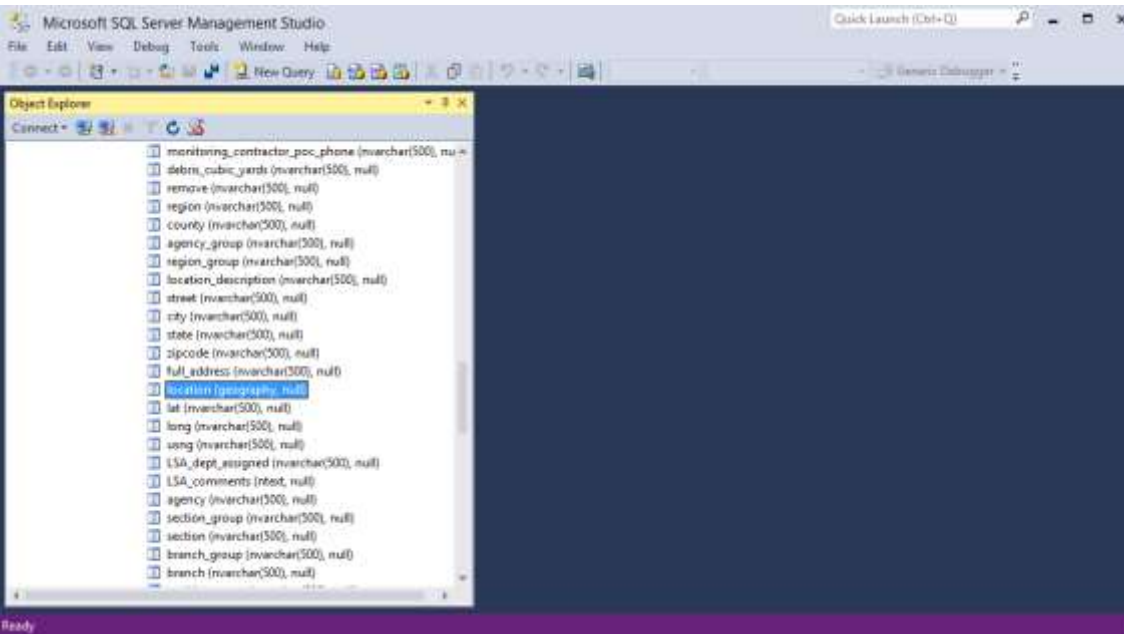 Microsoft SQL Server Management Studio
Quick Launch (Ctrl+Q)
File Edit View Debug Tools Window Help
New Query
Generic Debugger
Object Explorer
Connect
monitoring_contractor_poc_phone (nvarchar(500), nu
debris_cubic_yards (nvarchar(500), null)
remove (nvarchar(500), null)
region (nvarchar(500), null)
county (nvarchar(500), null)
agency_group (nvarchar(500), null)
region_group (nvarchar(500), null)
location_description (nvarchar(500), null)
street (nvarchar(500), null)
city (nvarchar(500), null)
state (nvarchar(500), null)
zipcode (nvarchar(500), null)
full_address (nvarchar(500), null)
location (geography, null)
lat (nvarchar(500), null)
long (nvarchar(500), null)
usng (nvarchar(500), null)
LSA_dept_assigned (nvarchar(500), null)
LSA_comments (ntext, null)
agency (nvarchar(500), null)
section_group (nvarchar(500), null)
section (nvarchar(500), null)
branch_group (nvarchar(500), null)
branch (nvarchar(500), null)
Ready